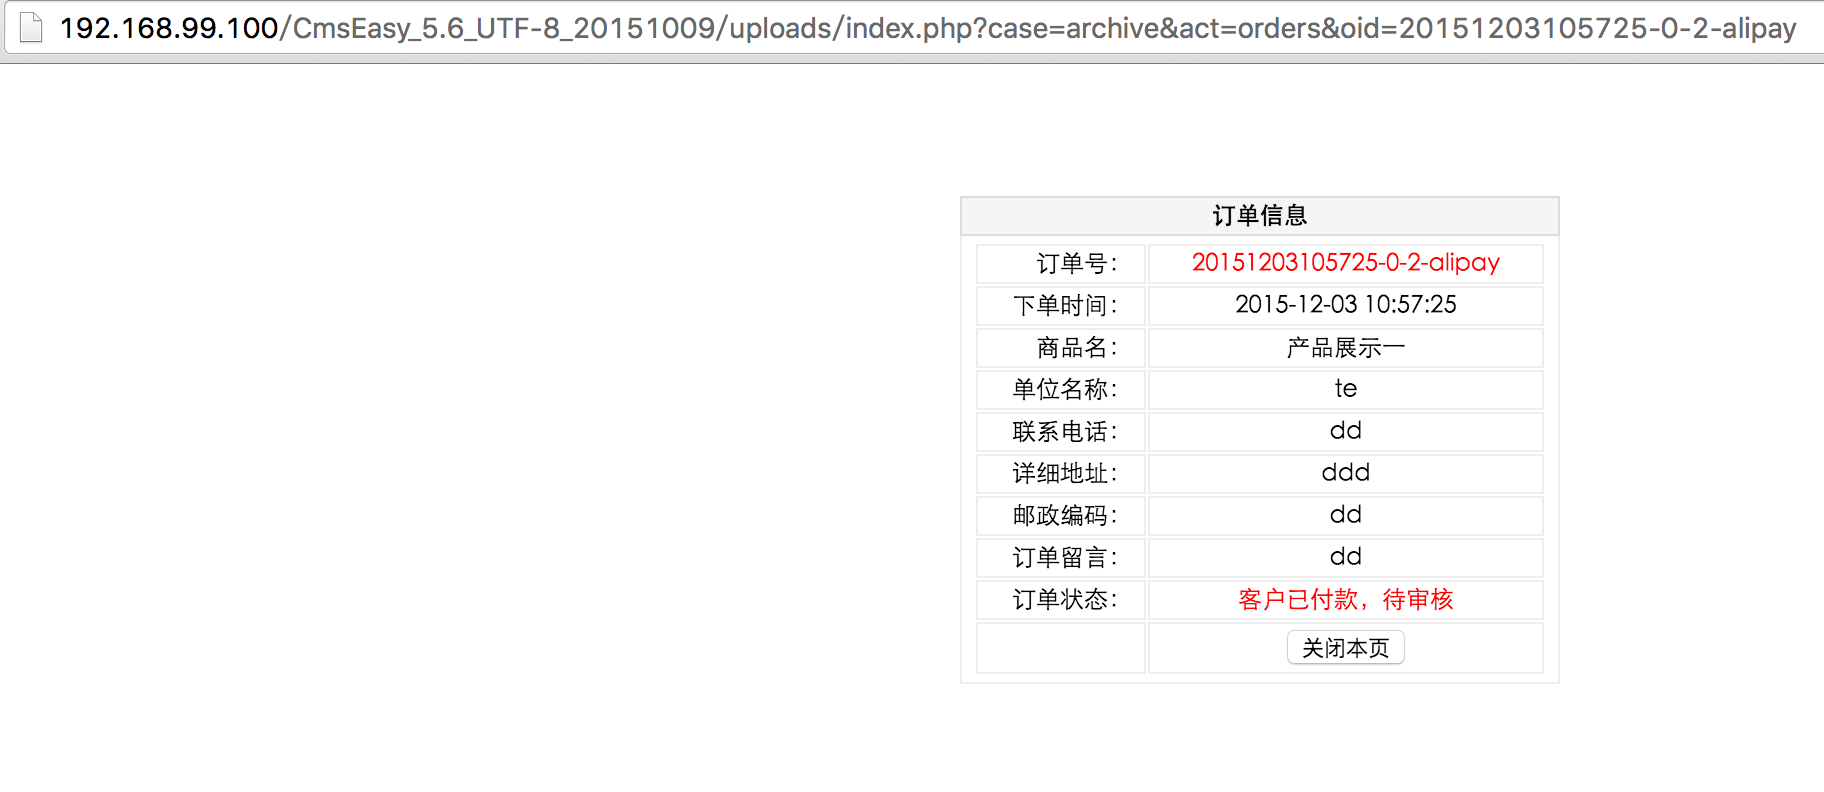 192.168.99.100/CmsEasy_5.6_UTF-8_20151009/uploads/index.php?case=archive&act=orders&oid=20151203105725-0-2-alipay
订单信息
订单号： 20151203105725-0-2-alipay
下单时间： 2015-12-03 10:57:25
商品名： 产品展示一
单位名称： te
联系电话： dd
详细地址： ddd
邮政编码： dd
订单留言： dd
订单状态： 客户已付款，待审核
关闭本页